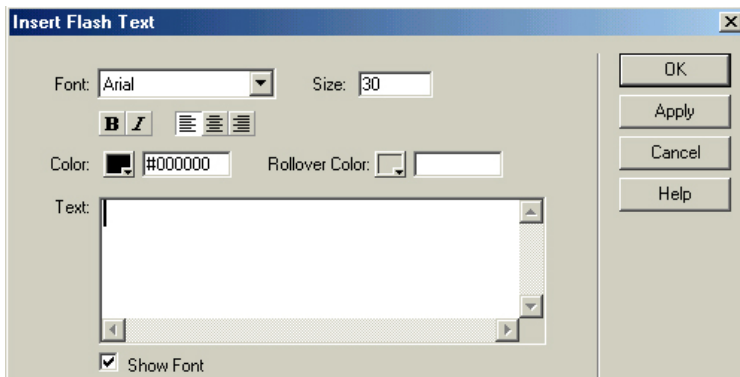 Insert Flash Text
Font: Arial Size: 30 OK
B I Apply
Color: #000000 Rollover Color: Cancel
Text: Help
Show Font